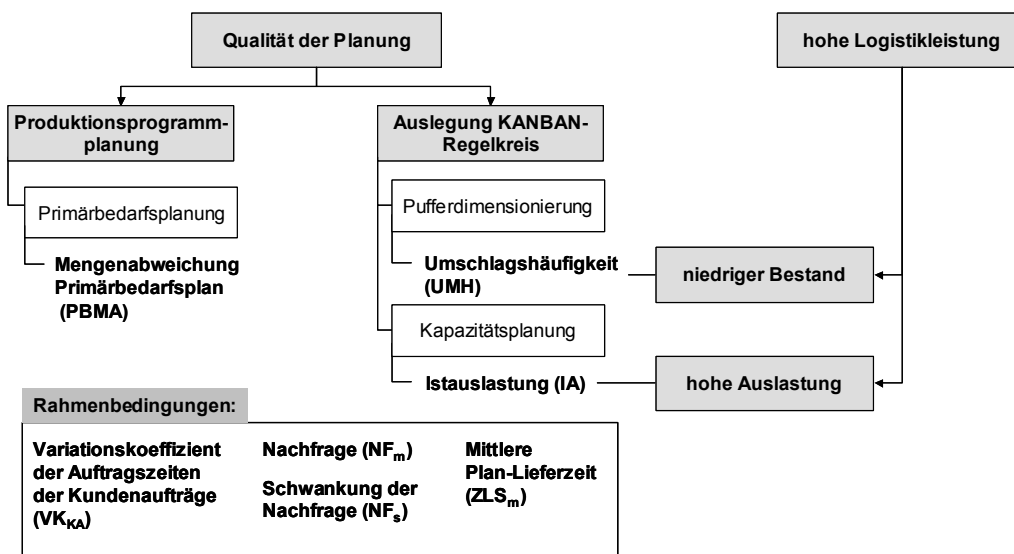 Qualität der Planung
hohe Logistikleistung
Produktionsprogramm-
planung
Auslegung KANBAN-
Regelkreis
Primärbedarfsplanung
Pufferdimensionierung
Mengenabweichung
Primärbedarfsplan
(PBMA)
Umschlagshäufigkeit
(UMH)
niedriger Bestand
Kapazitätsplanung
Istauslastung (IA)
hohe Auslastung
Rahmenbedingungen:
Variationskoeffizient
der Auftragszeiten
der Kundenaufträge
(VKKA)
Nachfrage (NFm)
Schwankung der
Nachfrage (NFs)
Mittlere
Plan-Lieferzeit
(ZLSm)